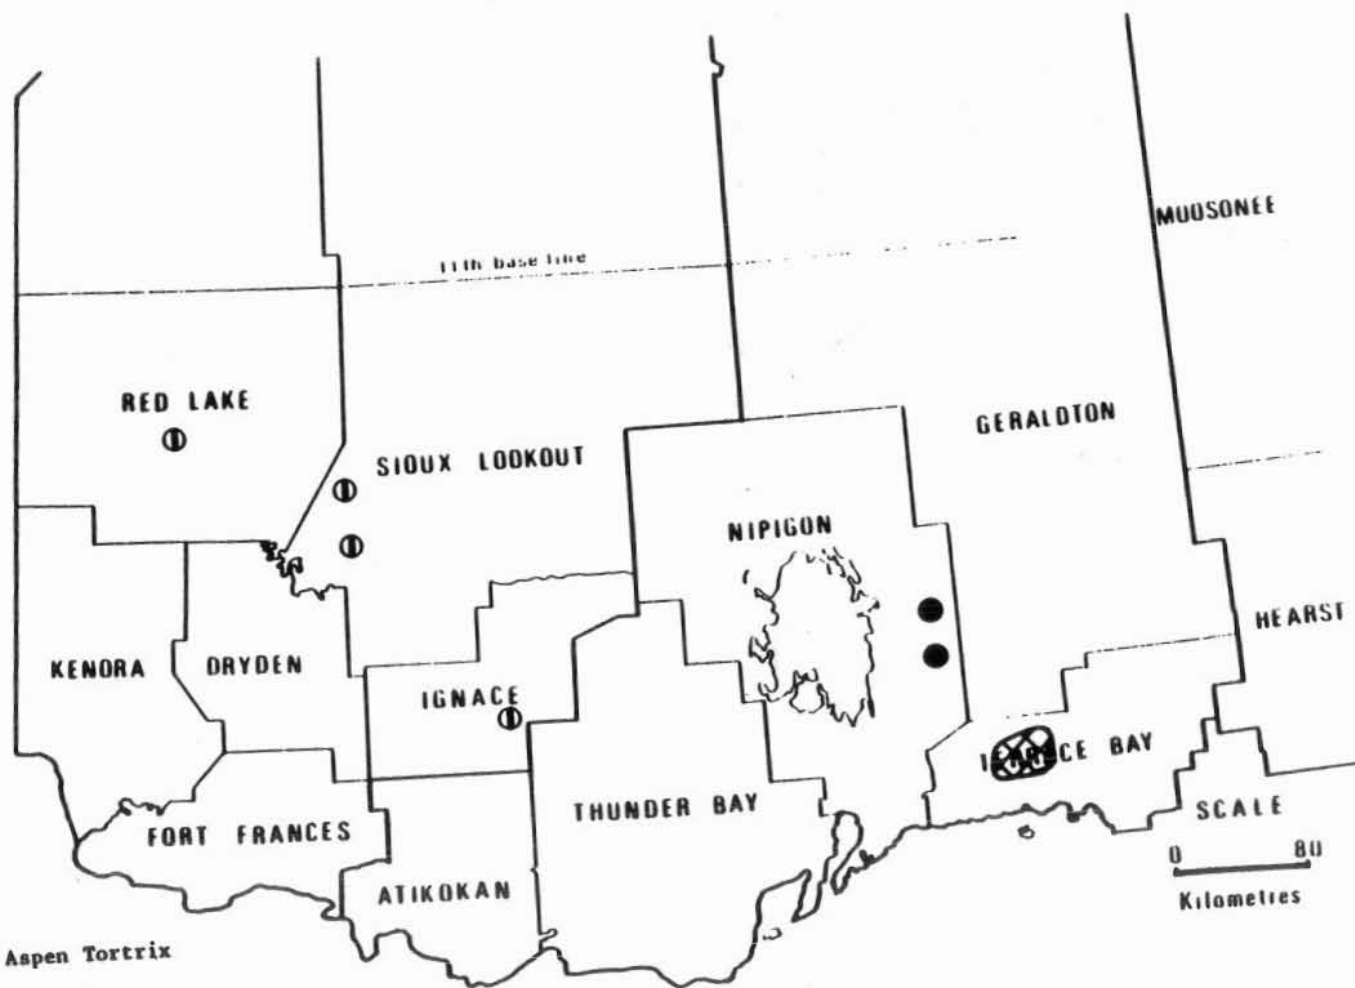 MOOSONEE
11th base line
RED LAKE
GERALDTON
SIOUX LOOKOUT
NIPIGON
HEARST
KENORA
DRYDEN
IGNACE
BAY
THUNDER BAY
SCALE
FORT FRANCES
0 80
ATIKOKAN
Kilometres
Aspen Tortrix